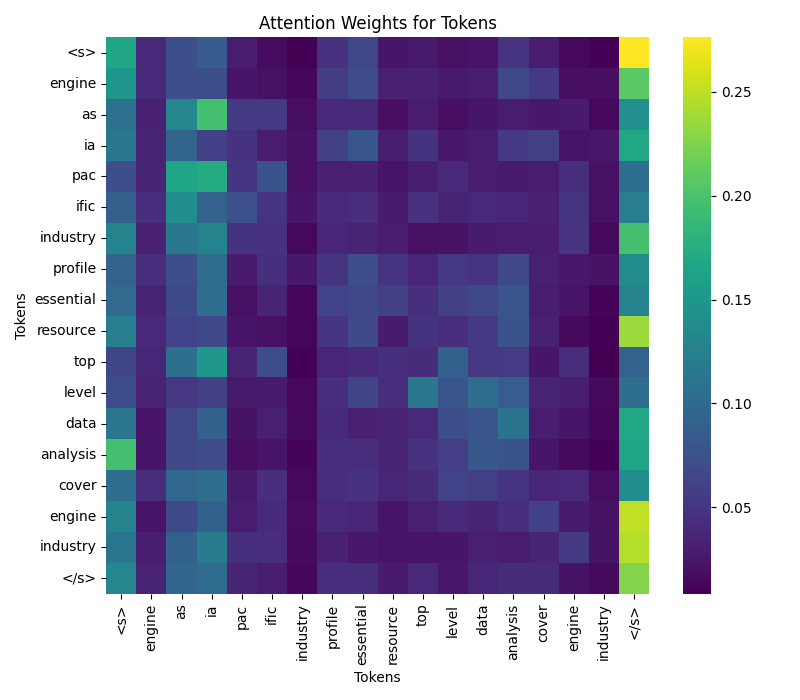 Attention Weights for Tokens
Tokens
<s>
engine
as
ia
pac
ific
industry
profile
essential
resource
top
level
data
analysis
cover
engine
industry
</s>
<s>
engine
as
ia
pac
ific
industry
profile
essential
resource
top
level
data
analysis
cover
engine
industry
</s>
Tokens
0.25
0.20
0.15
0.10
0.05